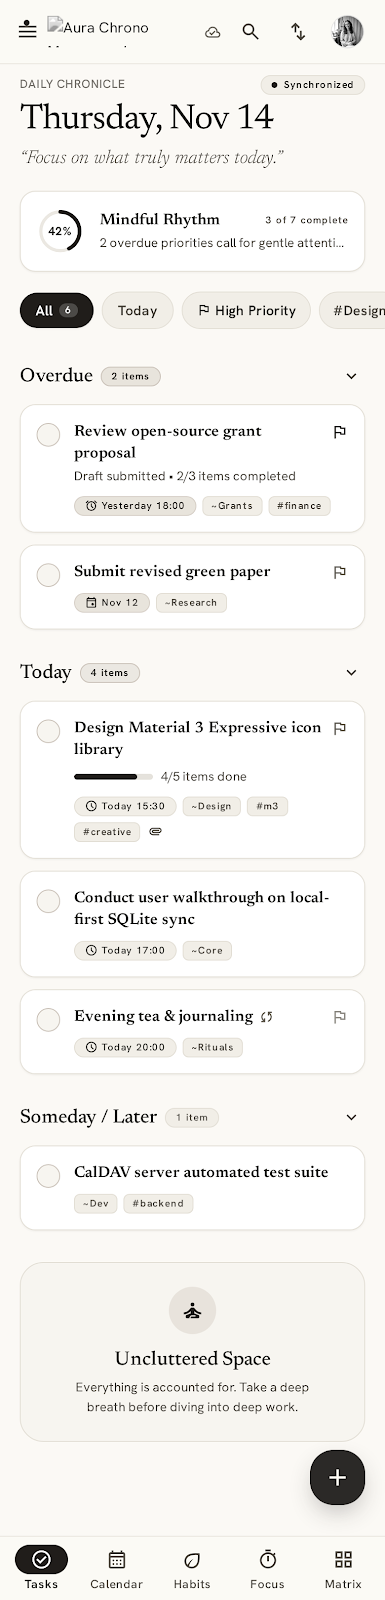 Aura Chrono
DAILY CHRONICLE
Synchronized
Thursday, Nov 14
“Focus on what truly matters today.”
42%
Mindful Rhythm
3 of 7 complete
2 overdue priorities call for gentle attenti...
All 6
Today
High Priority
#Design
Overdue
2 items
Review open-source grant
proposal
Draft submitted • 2/3 items completed
Yesterday 18:00
~Grants
#finance
Submit revised green paper
Nov 12
~Research
Today
4 items
Design Material 3 Expressive icon
library
4/5 items done
Today 15:30
~Design
#m3
#creative
Conduct user walkthrough on local-
first SQLite sync
Today 17:00
~Core
Evening tea & journaling
Today 20:00
~Rituals
Someday / Later
1 item
CalDAV server automated test suite
~Dev
#backend
Uncluttered Space
Everything is accounted for. Take a deep
breath before diving into deep work.
Tasks
Calendar
Habits
Focus
Matrix